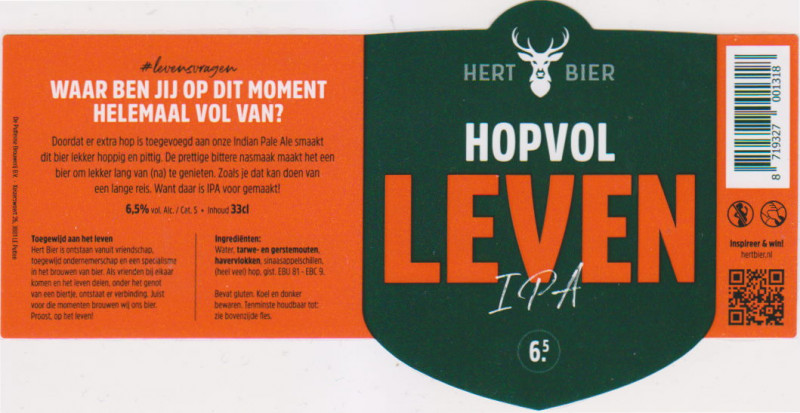 #levensvragen
WAAR BEN JIJ OP DIT MOMENT
HELEMAAL VOL VAN?
Doordat er extra hop is toegevoegd aan onze Indian Pale Ale smaakt
dit bier lekker hoppig en pittig. De prettige bittere nasmaak maakt het een
bier om lekker lang van (na) te genieten. Zoals je dat kan doen van
een lange reis. Want daar is IPA voor gemaakt!
6,5% vol. Alc. / Cat. S • Inhoud 33cl
Toegewijd aan het leven
Hert Bier is ontstaan vanuit vriendschap,
toegewijd ondernemerschap en een specialisme
in het brouwen van bier. Als vrienden bij elkaar
komen en het leven delen, onder het genot
van een biertje, ontstaat er verbinding. Juist
voor die momenten brouwen wij ons bier.
Proost, op het leven!
Ingrediënten:
Water, tarwe- en gerstemouten,
havervlokken, sinaasappelschillen,
(heel veel) hop, gist. EBU 81 - EBC 9.
Bevat gluten. Koel en donker
bewaren. Tenminste houdbaar tot:
zie bovenzijde fles.
HERT BIER
HOPVOL
LEVEN
IPA
6.5
8 719327 001318
Inspireer & win!
hertbier.nl